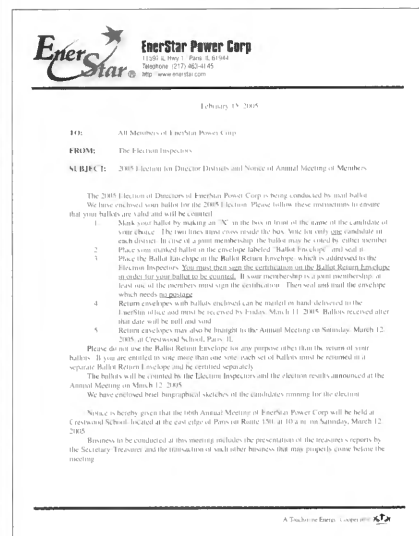 Ener
Star ®
EnerStar Power Corp
11597 IL Hwy 1 Paris, IL 61944
Telephone (217) 463-4145
http://www.enerstar.com
February 15, 2005
TO: All Members of EnerStar Power Corp
FROM: The Election Inspectors
SUBJECT: 2005 Election for Director Districts and Notice of Annual Meeting of Members
The 2005 Election of Directors of EnerStar Power Corp is being conducted by mail ballot.
We have enclosed your ballot for the 2005 Election. Please follow these instructions to ensure
that your ballots are valid and will be counted
1. Mark your ballot by making an "X" in the box in front of the name of the candidate of
your choice. The two lines must cross inside the box. Vote for only one candidate in
each district. In case of a joint membership, the ballot may be voted by either member
2. Place your marked ballot in the envelope labeled "Ballot Envelope" and seal it.
3. Place the Ballot Envelope in the Ballot Return Envelope, which is addressed to the
Election Inspectors. You must then sign the certification on the Ballot Return Envelope
in order for your ballot to be counted. If your membership is a joint membership, at
least one of the members must sign the certification. Then seal and mail the envelope
which needs no postage
4. Return envelopes with ballots enclosed can be mailed or hand delivered to the
EnerStar office and must be received by Friday, March 11, 2005. Ballots received after
that date will be null and void
5. Return envelopes may also be brought to the Annual Meeting on Saturday, March 12,
2005, at Crestwood School, Paris, IL
Please do not use the Ballot Return Envelope for any purpose other than the return of your
ballots. If you are entitled to vote more than one vote, each set of ballots must be returned in a
separate Ballot Return Envelope and be certified separately.
The ballots will be counted by the Election Inspectors and the election results announced at the
Annual Meeting on March 12, 2005.
We have enclosed brief biographical sketches of the candidates running for the election
Notice is hereby given that the 66th Annual Meeting of EnerStar Power Corp will be held at
Crestwood School, located at the east edge of Paris on Route 150, at 10 a.m. on Saturday, March 12,
2005
Business to be conducted at this meeting includes the presentation of the treasurer's reports by
the Secretary Treasurer and the transaction of such other business that may properly come before the
meeting
A Touchstone Energy Cooperative